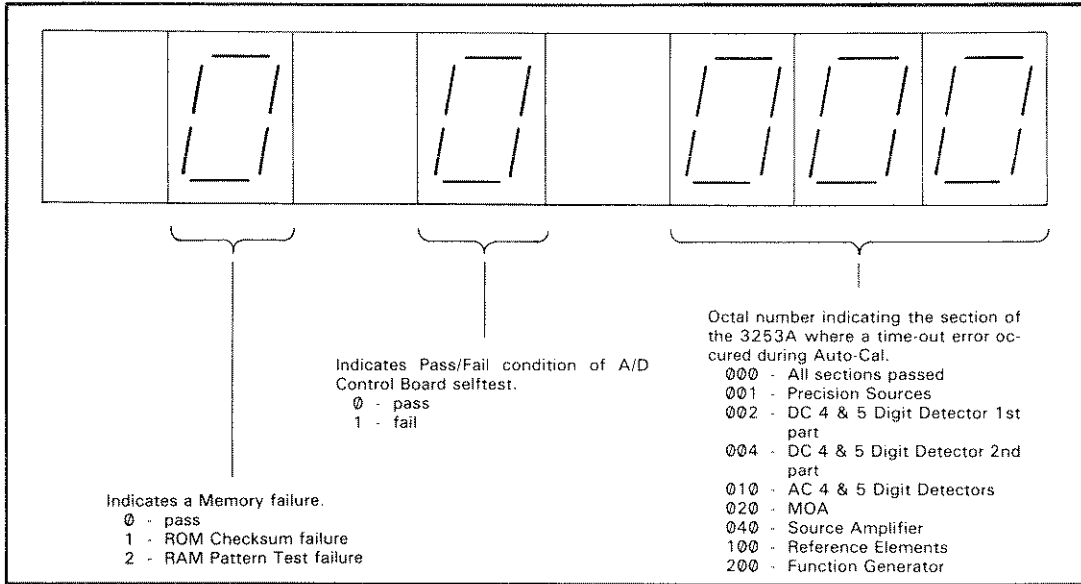 0 0 000
Indicates a Memory failure.
0 - pass
1 - ROM Checksum failure
2 - RAM Pattern Test failure
Indicates Pass/Fail condition of A/D
Control Board selftest.
0 - pass
1 - fail
Octal number indicating the section of
the 3253A where a time-out error oc-
cured during Auto-Cal.
000 - All sections passed
001 - Precision Sources
002 - DC 4 & 5 Digit Detector 1st
part
004 - DC 4 & 5 Digit Detector 2nd
part
010 - AC 4 & 5 Digit Detectors
020 - MOA
040 - Source Amplifier
100 - Reference Elements
200 - Function Generator